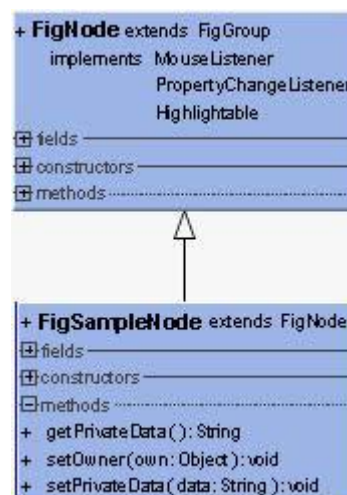 + FigNode extends FigGroup
implements MouseListener
PropertyChangeListener
Highlightable
fields
constructors
methods
+ FigSampleNode extends FigNode
fields
constructors
methods
+ getPrivateData(): String
+ setOwner(own: Object): void
+ setPrivateData(data: String): void